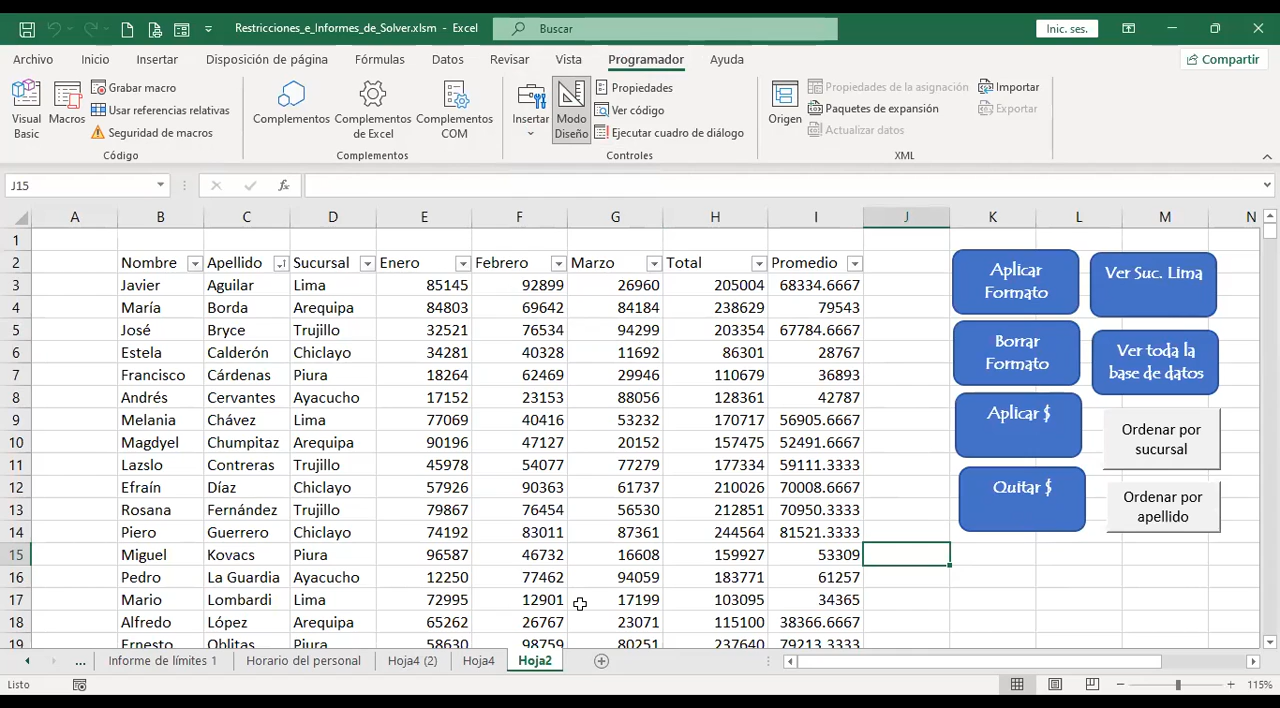 Restricciones_e_Informes_de_Solver.xlsm - Excel
Buscar
Inic. ses.
Archivo Inicio Insertar Disposición de página Fórmulas Datos Revisar Vista Programador Ayuda
Compartir
Visual Basic
Macros
Grabar macro
Usar referencias relativas
Seguridad de macros
Código
Complementos
Complementos de Excel
Complementos COM
Complementos
Insertar
Modo Diseño
Propiedades
Ver código
Ejecutar cuadro de diálogo
Controles
Origen
Propiedades de la asignación
Paquetes de expansión
Actualizar datos
Importar
Exportar
XML
J15
fx
A B C D E F G H I J K L M N
1
2 Nombre Apellido Sucursal Enero Febrero Marzo Total Promedio
3 Javier Aguilar Lima 85145 92899 26960 205004 68334.6667
4 María Borda Arequipa 84803 69642 84184 238629 79543
5 José Bryce Trujillo 32521 76534 94299 203354 67784.6667
6 Estela Calderón Chiclayo 34281 40328 11692 86301 28767
7 Francisco Cárdenas Piura 18264 62469 29946 110679 36893
8 Andrés Cervantes Ayacucho 17152 23153 88056 128361 42787
9 Melania Chávez Lima 77069 40416 53232 170717 56905.6667
10 Magdyel Chumpitaz Arequipa 90196 47127 20152 157475 52491.6667
11 Lazslo Contreras Trujillo 45978 54077 77279 177334 59111.3333
12 Efraín Díaz Chiclayo 57926 90363 61737 210026 70008.6667
13 Rosana Fernández Trujillo 79867 76454 56530 212851 70950.3333
14 Piero Guerrero Chiclayo 74192 83011 87361 244564 81521.3333
15 Miguel Kovacs Piura 96587 46732 16608 159927 53309
16 Pedro La Guardia Ayacucho 12250 77462 94059 183771 61257
17 Mario Lombardi Lima 72995 12901 17199 103095 34365
18 Alfredo López Arequipa 65262 26767 23071 115100 38366.6667
19 Ernesto Oblitas Piura 58630 98759 80251 237640 79213.3333
Aplicar
Formato
Ver Suc. Lima
Borrar
Formato
Ver toda la
base de datos
Aplicar $
Ordenar por
sucursal
Quitar $
Ordenar por
apellido
... Informe de límites 1 Horario del personal Hoja4 (2) Hoja4 Hoja2
Listo
115%